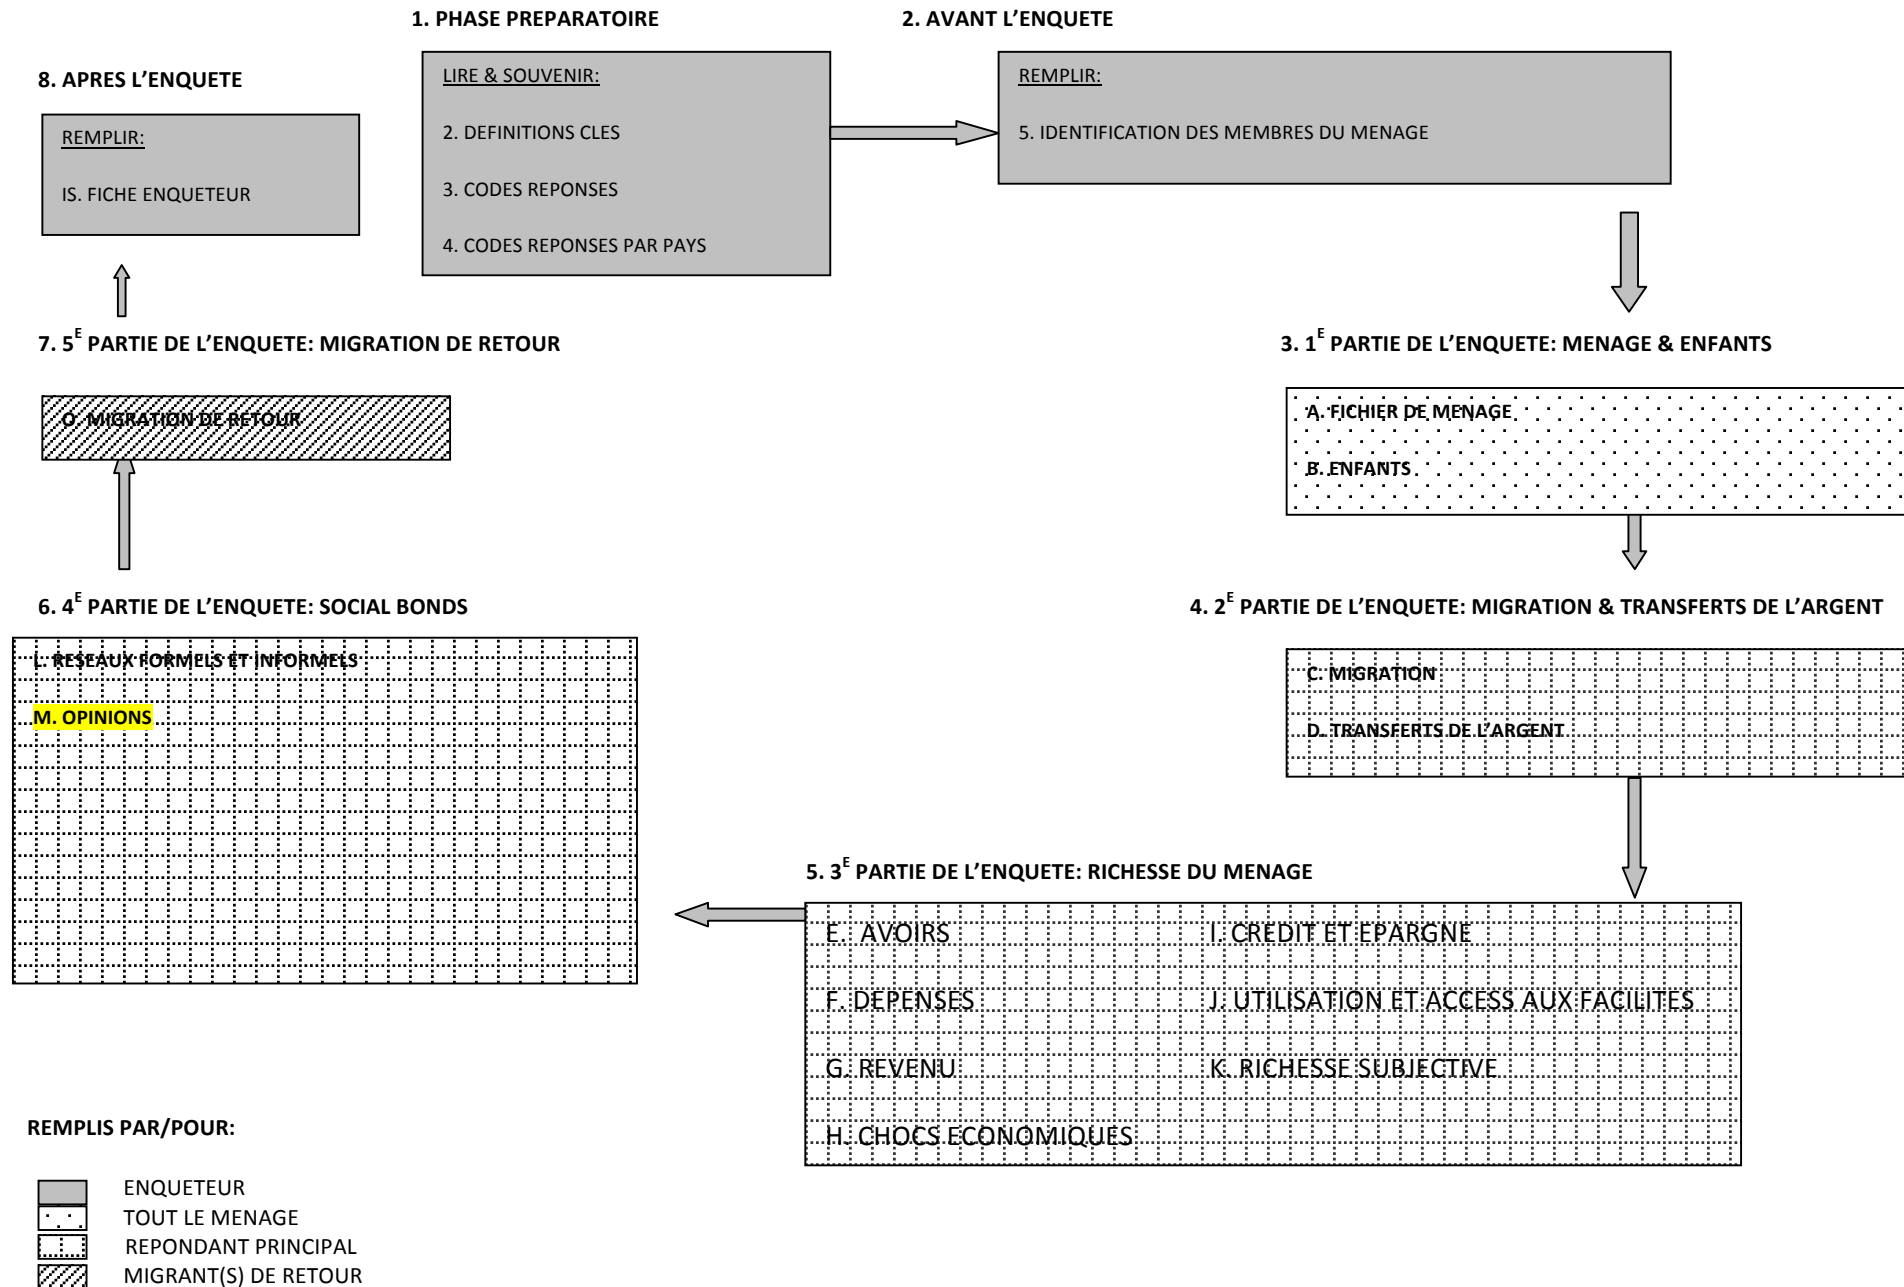 1. PHASE PREPARATOIRE
LIRE & SOUVENIR:
2. DEFINITIONS CLES
3. CODES REPONSES
4. CODES REPONSES PAR PAYS
2. AVANT L’ENQUETE
REMPLIR:
5. IDENTIFICATION DES MEMBRES DU MENAGE
3. 1E PARTIE DE L’ENQUETE: MENAGE & ENFANTS
A. FICHIER DE MENAGE
B. ENFANTS
4. 2E PARTIE DE L’ENQUETE: MIGRATION & TRANSFERTS DE L’ARGENT
C. MIGRATION
D. TRANSFERTS DE L’ARGENT
5. 3E PARTIE DE L’ENQUETE: RICHESSE DU MENAGE
E. AVOIRS
F. DEPENSES
G. REVENU
H. CHOCS ECONOMIQUES
I. CREDIT ET EPARGNE
J. UTILISATION ET ACCESS AUX FACILITES
K. RICHESSE SUBJECTIVE
6. 4E PARTIE DE L’ENQUETE: SOCIAL BONDS
L. RESEAUX FORMELS ET INFORMELS
M. OPINIONS
7. 5E PARTIE DE L’ENQUETE: MIGRATION DE RETOUR
O. MIGRATION DE RETOUR
8. APRES L’ENQUETE
REMPLIR:
IS. FICHE ENQUETEUR
REMPLIS PAR/POUR:
ENQUETEUR
TOUT LE MENAGE
REPONDANT PRINCIPAL
MIGRANT(S) DE RETOUR